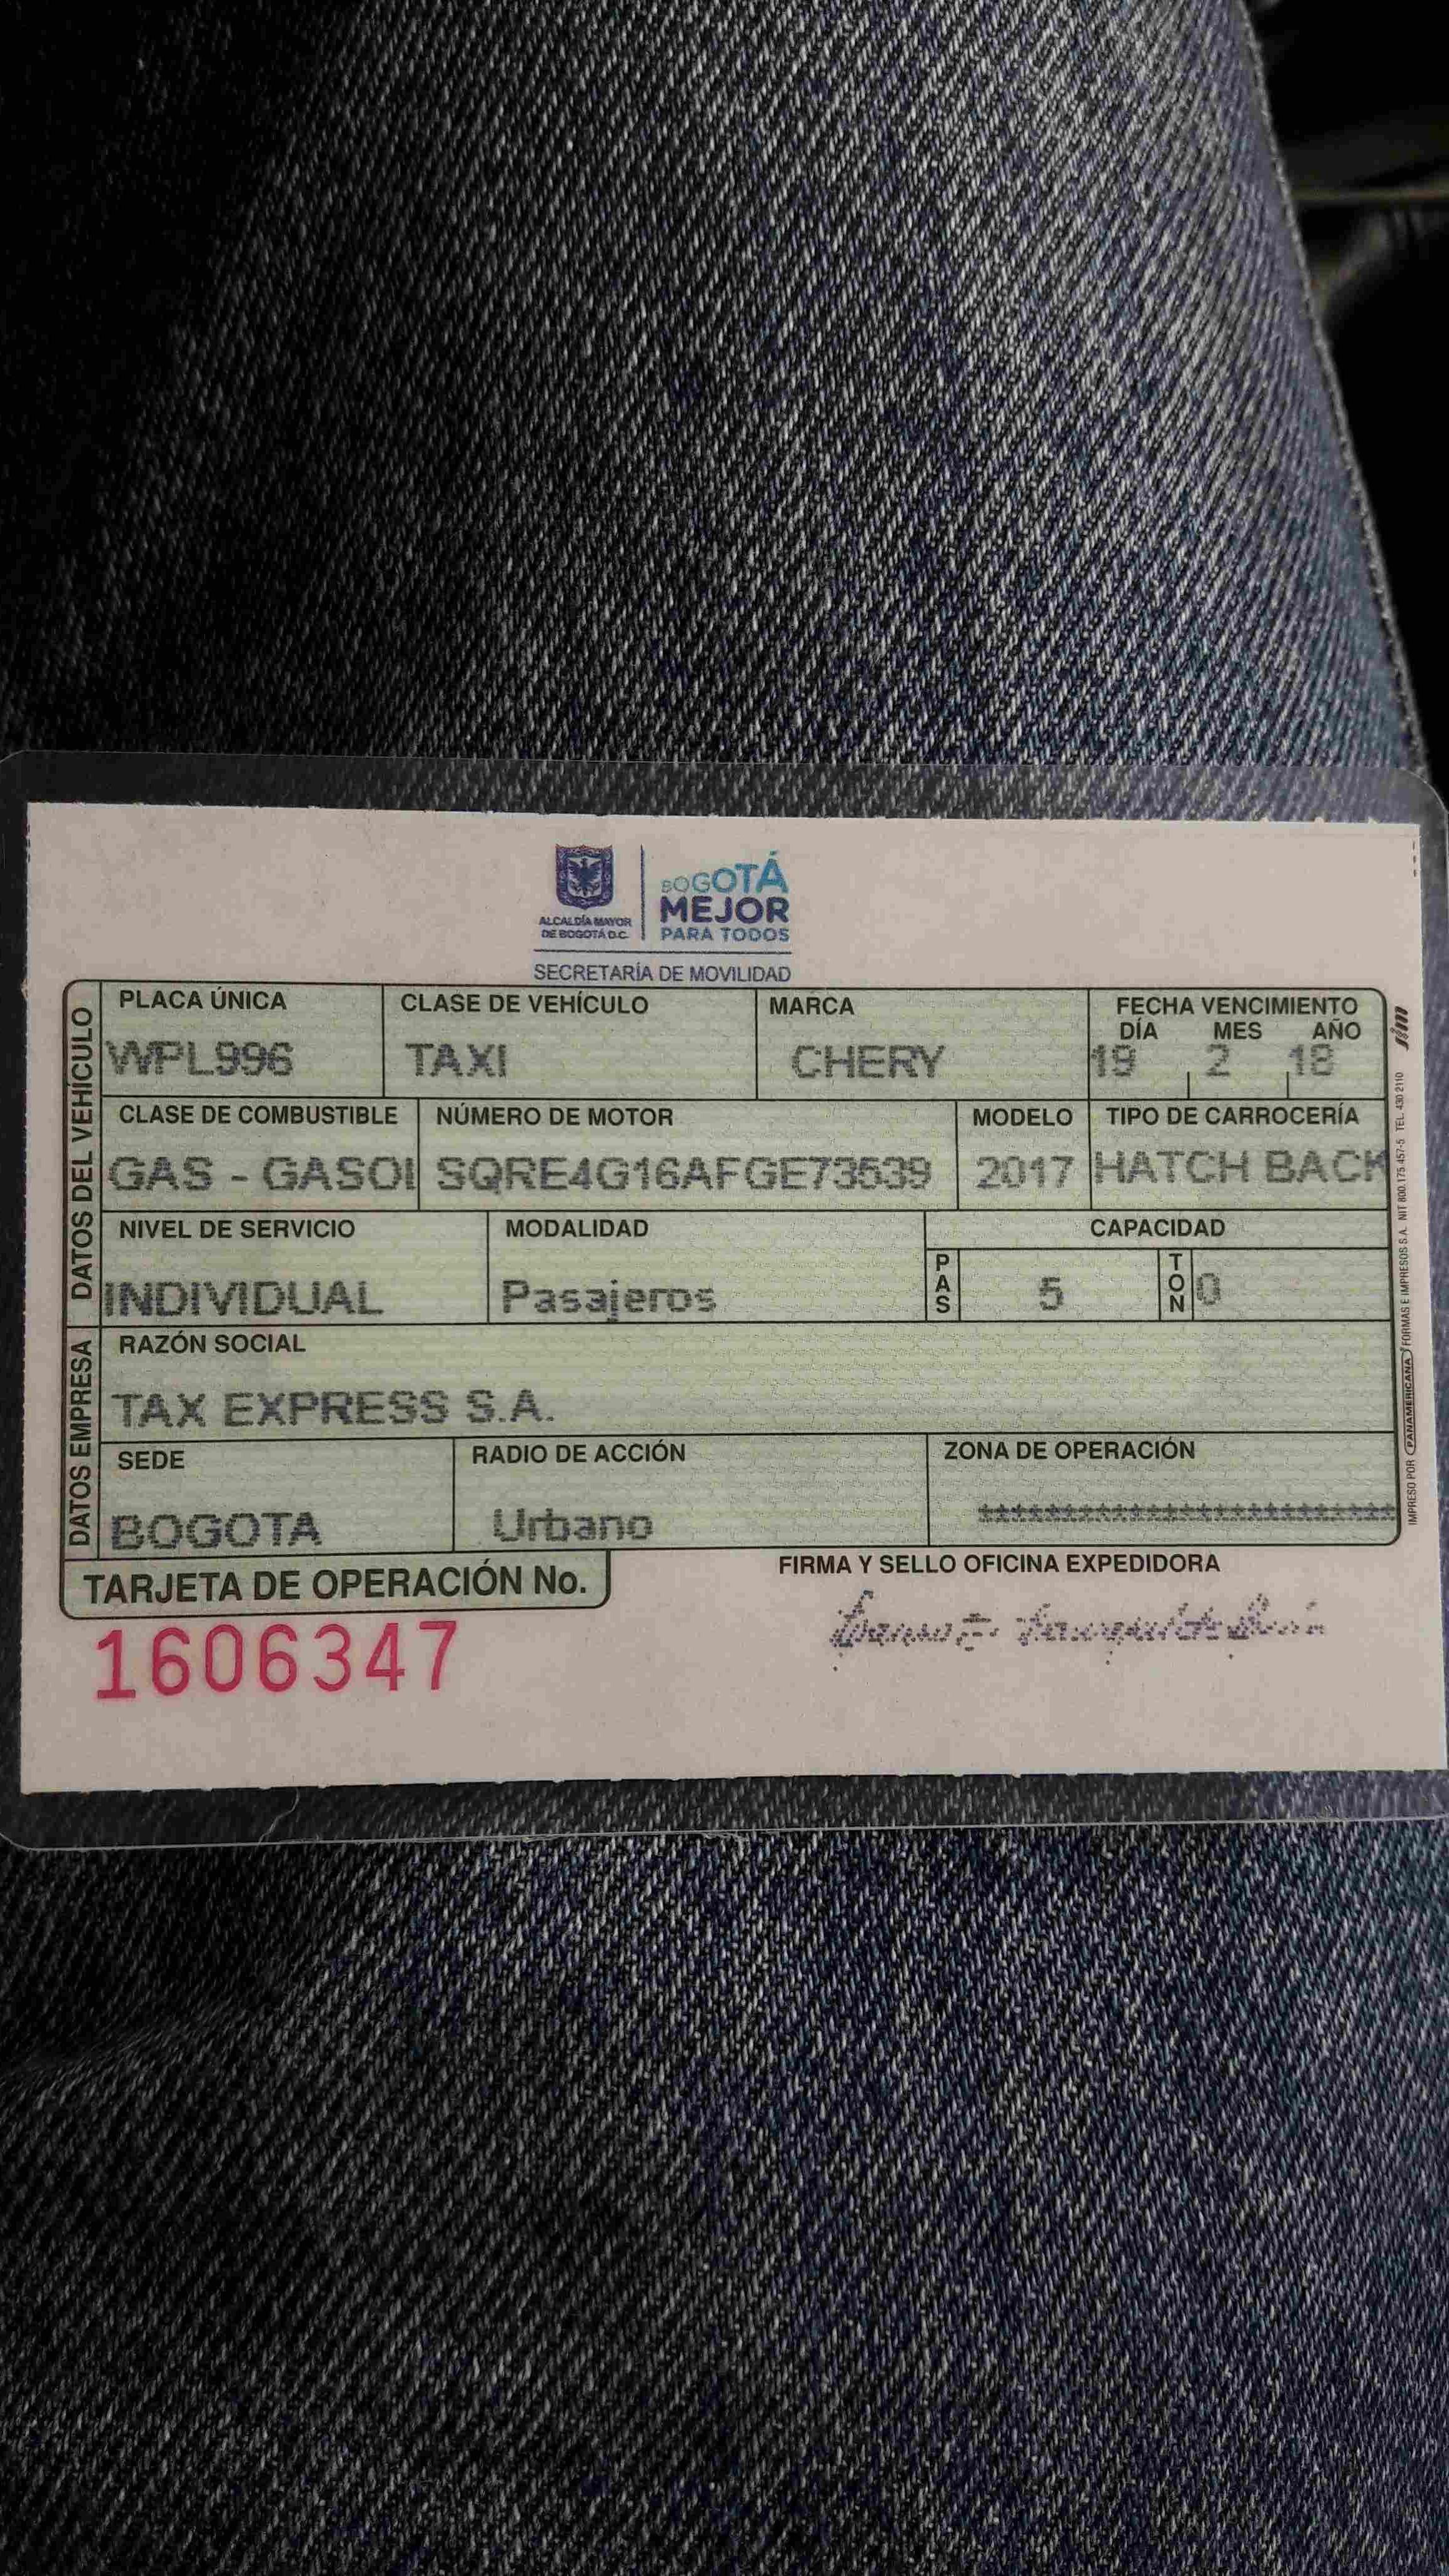 ALCALDÍA MAYOR
DE BOGOTÁ D.C.
BOGOTÁ
MEJOR
PARA TODOS
SECRETARÍA DE MOVILIDAD
DATOS DEL VEHÍCULO
PLACA ÚNICA CLASE DE VEHÍCULO MARCA FECHA VENCIMIENTO
DÍA MES AÑO
WPL996 TAXI CHERY 19 2 18
CLASE DE COMBUSTIBLE NÚMERO DE MOTOR MODELO TIPO DE CARROCERÍA
GAS - GASOL SQRE4G16AFGE73539 2017 HATCH BACK
NIVEL DE SERVICIO MODALIDAD CAPACIDAD
INDIVIDUAL Pasajeros PAS 5 TON 0
DATOS EMPRESA
RAZÓN SOCIAL
TAX EXPRESS S.A.
SEDE RADIO DE ACCIÓN ZONA DE OPERACIÓN
BOGOTA Urbano
TARJETA DE OPERACIÓN No. FIRMA Y SELLO OFICINA EXPEDIDORA
1606347
IMPRESO POR PANAMERICANA FORMAS E IMPRESOS S.A. NIT 800.175.457-5 TEL. 430 2110